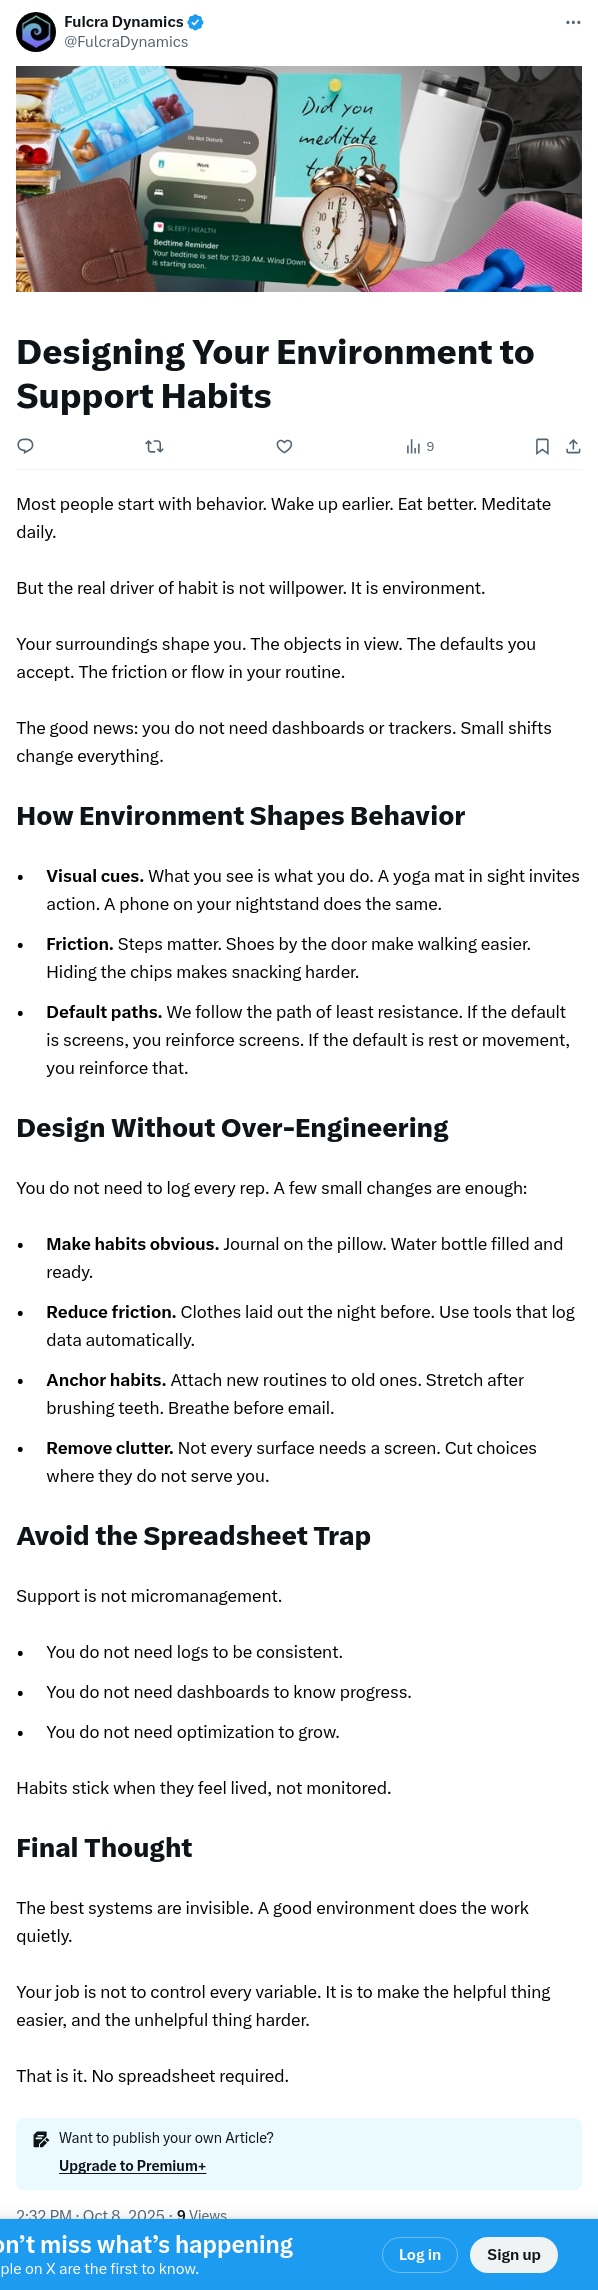 Fulcra Dynamics
@FulcraDynamics
Do Not Disturb
Work
On
Sleep
SLEEP | HEALTH
Bedtime Reminder
Your bedtime is set for 12:30 AM. Wind Down
is starting soon.
Did you
meditate
Designing Your Environment to
Support Habits
9
Most people start with behavior. Wake up earlier. Eat better. Meditate
daily.
But the real driver of habit is not willpower. It is environment.
Your surroundings shape you. The objects in view. The defaults you
accept. The friction or flow in your routine.
The good news: you do not need dashboards or trackers. Small shifts
change everything.
How Environment Shapes Behavior
• Visual cues. What you see is what you do. A yoga mat in sight invites
action. A phone on your nightstand does the same.
• Friction. Steps matter. Shoes by the door make walking easier.
Hiding the chips makes snacking harder.
• Default paths. We follow the path of least resistance. If the default
is screens, you reinforce screens. If the default is rest or movement,
you reinforce that.
Design Without Over-Engineering
You do not need to log every rep. A few small changes are enough:
• Make habits obvious. Journal on the pillow. Water bottle filled and
ready.
• Reduce friction. Clothes laid out the night before. Use tools that log
data automatically.
• Anchor habits. Attach new routines to old ones. Stretch after
brushing teeth. Breathe before email.
• Remove clutter. Not every surface needs a screen. Cut choices
where they do not serve you.
Avoid the Spreadsheet Trap
Support is not micromanagement.
• You do not need logs to be consistent.
• You do not need dashboards to know progress.
• You do not need optimization to grow.
Habits stick when they feel lived, not monitored.
Final Thought
The best systems are invisible. A good environment does the work
quietly.
Your job is not to control every variable. It is to make the helpful thing
easier, and the unhelpful thing harder.
That is it. No spreadsheet required.
Want to publish your own Article?
Upgrade to Premium+
2:32 PM · Oct 8, 2025 · 9 Views
on't miss what's happening
ple on X are the first to know.
Log in
Sign up